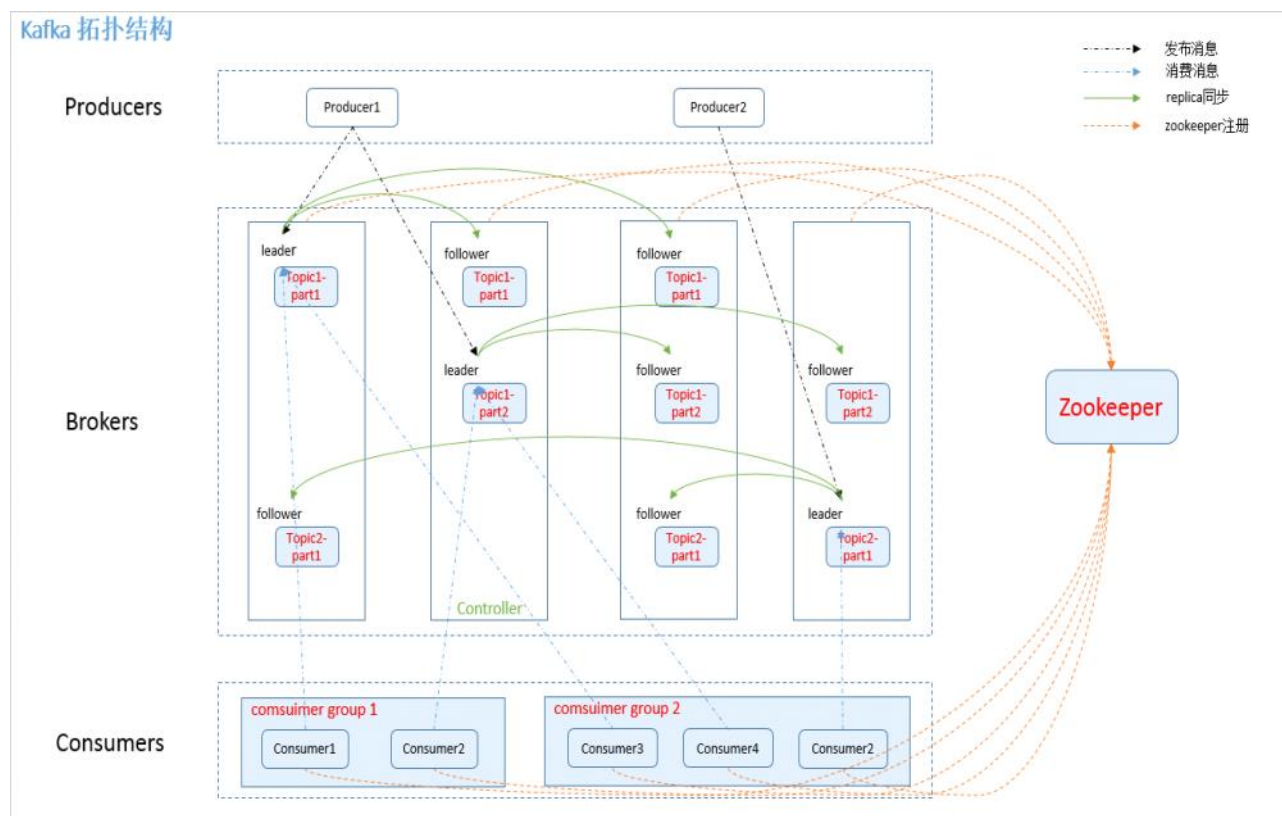 Kafka 拓扑结构
发布消息
消费消息
replica同步
zookeeper注册
Producers
Producer1
Producer2
leader
follower
follower
Topic1-
part1
Topic1-
part1
Topic1-
part1
leader
follower
follower
Topic1-
part2
Topic1-
part2
Topic1-
part2
Zookeeper
Brokers
follower
follower
leader
Topic2-
part1
Topic2-
part1
Topic2-
part1
Controller
comsuimer group 1
comsuimer group 2
Consumers
Consumer1
Consumer2
Consumer3
Consumer4
Consumer2